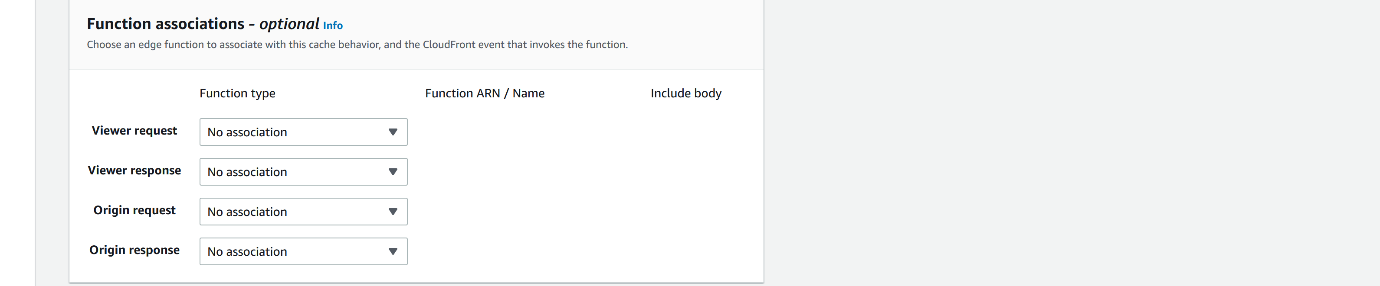 Function associations - optional Info
Choose an edge function to associate with this cache behavior, and the CloudFront event that invokes the function.
Function type Function ARN / Name Include body
Viewer request No association
Viewer response No association
Origin request No association
Origin response No association